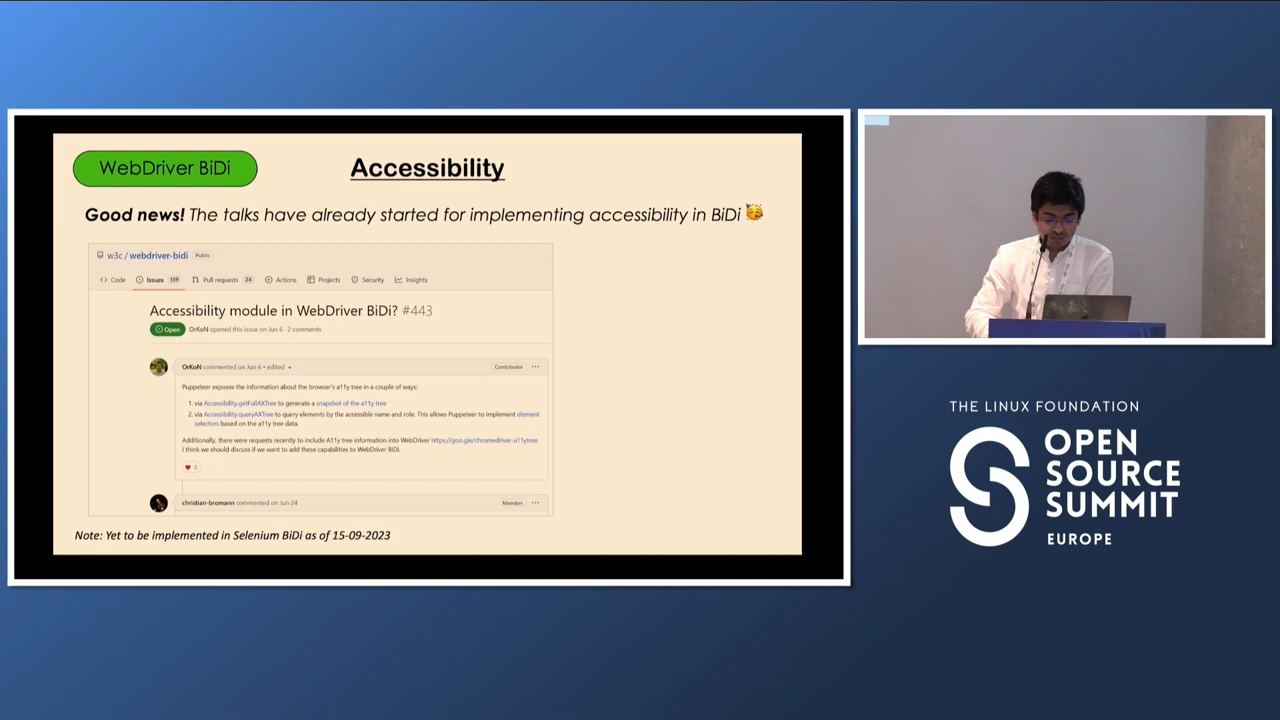 WebDriver BiDi
Accessibility
Good news! The talks have already started for implementing accessibility in BiDi
w3c / webdriver-bidi Public
Code Issues 139 Pull requests 24 Actions Projects Security Insights
Accessibility module in WebDriver BiDi? #443
Open OrKoN opened this issue on Jun 6 · 2 comments
OrKoN commented on Jun 6 • edited Contributor ...
Puppeteer exposes the information about the browser's a11y tree in a couple of ways:
1. via Accessibility.getFullAXTree to generate a snapshot of the a11y tree
2. via Accessibility.queryAXTree to query elements by the accessible name and role. This allows Puppeteer to implement element
selectors based on the a11y tree data.
Additionally, there were requests recently to include A11y tree information into WebDriver https://goo.gle/chromedriver-a11ytree.
I think we should discuss if we want to add these capabilities to WebDriver BiDi.
christian-bromann commented on Jun 24 Member ...
Note: Yet to be implemented in Selenium BiDi as of 15-09-2023
THE LINUX FOUNDATION
OPEN
SOURCE
SUMMIT
EUROPE